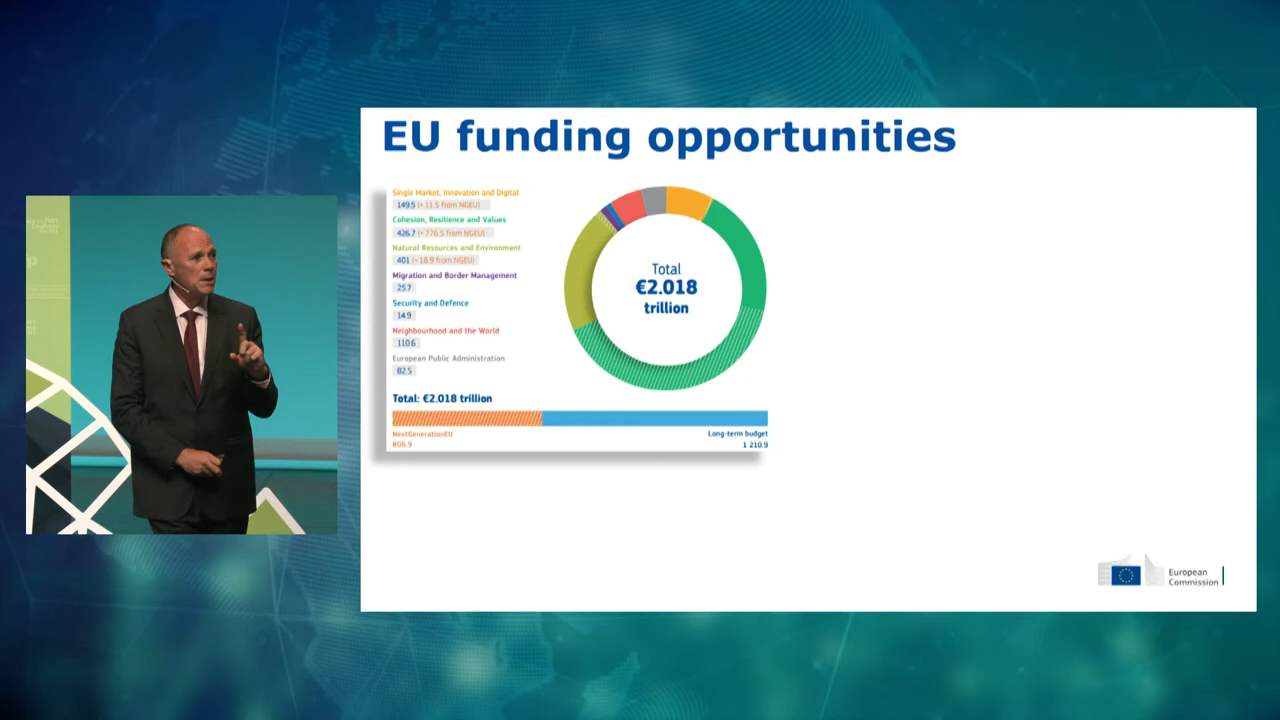 EU funding opportunities
Single Market, Innovation and Digital
149.5 (+ 11.5 from NGEU)
Cohesion, Resilience and Values
426.7 (+ 776.5 from NGEU)
Natural Resources and Environment
401 (+ 18.9 from NGEU)
Migration and Border Management
25.7
Security and Defence
14.9
Neighbourhood and the World
110.6
European Public Administration
82.5
Total
€2.018
trillion
Total: €2.018 trillion
NextGenerationEU
806.9
Long-term budget
1 210.9
European
Commission